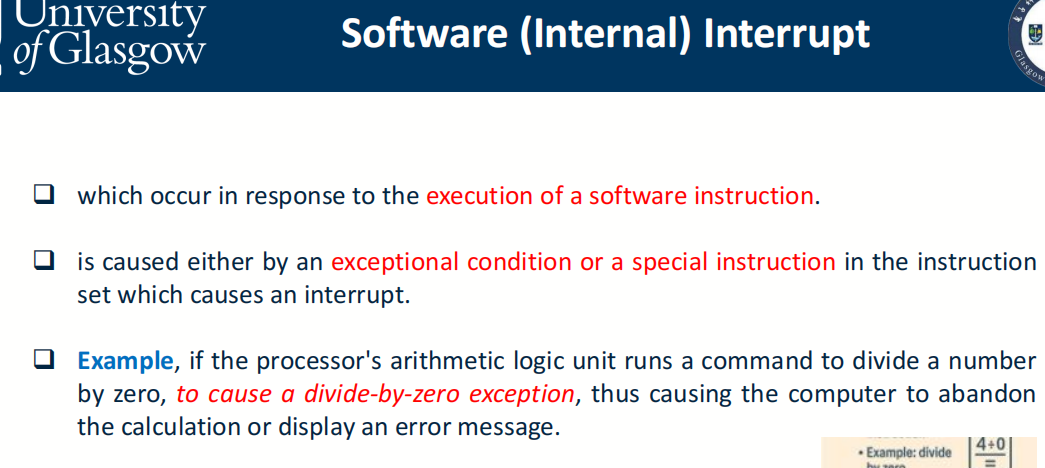 University
of Glasgow
Software (Internal) Interrupt
Glasgow
which occur in response to the execution of a software instruction.
is caused either by an exceptional condition or a special instruction in the instruction
set which causes an interrupt.
Example, if the processor's arithmetic logic unit runs a command to divide a number
by zero, to cause a divide-by-zero exception, thus causing the computer to abandon
the calculation or display an error message.
• Example: divide
by zero
4÷0
=